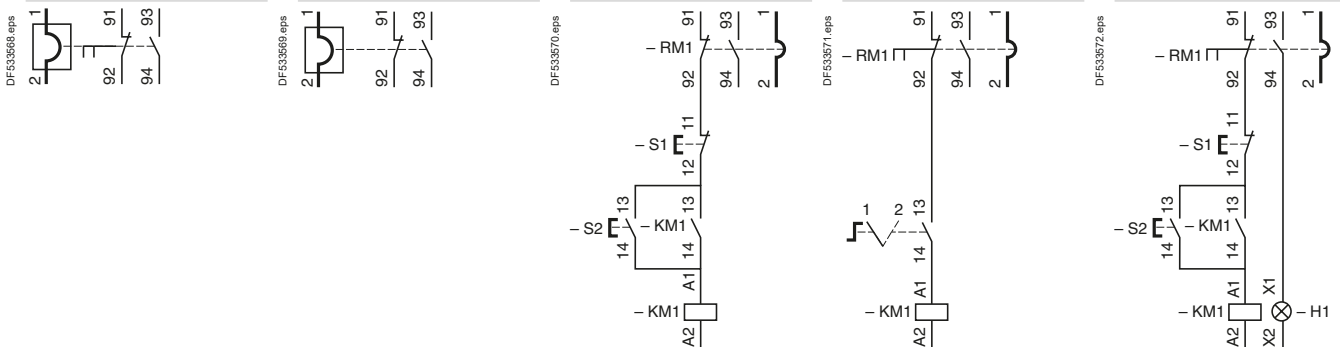 DF533568.eps
1
2
91
92
93
94
DF533569.eps
1
2
91
92
93
94
DF533570.eps
– RM1
91
92
93
94
1
2
– S1
11
12
– S2
13
14
– KM1
13
14
– KM1
A1
A2
DF533571.eps
– RM1
91
92
93
94
1
2
1 2
13
14
– KM1
A1
A2
DF533572.eps
– RM1
91
92
93
94
1
2
– S1
11
12
– S2
13
14
– KM1
13
14
– KM1
A1
A2
X1
X2
– H1